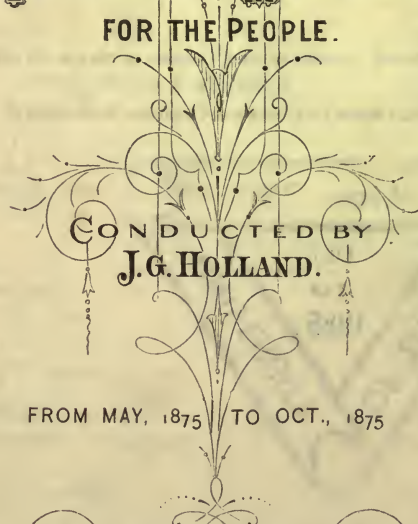 FOR THE PEOPLE.
CONDUCTED BY
J.G. HOLLAND.
FROM MAY, 1875 TO OCT., 1875